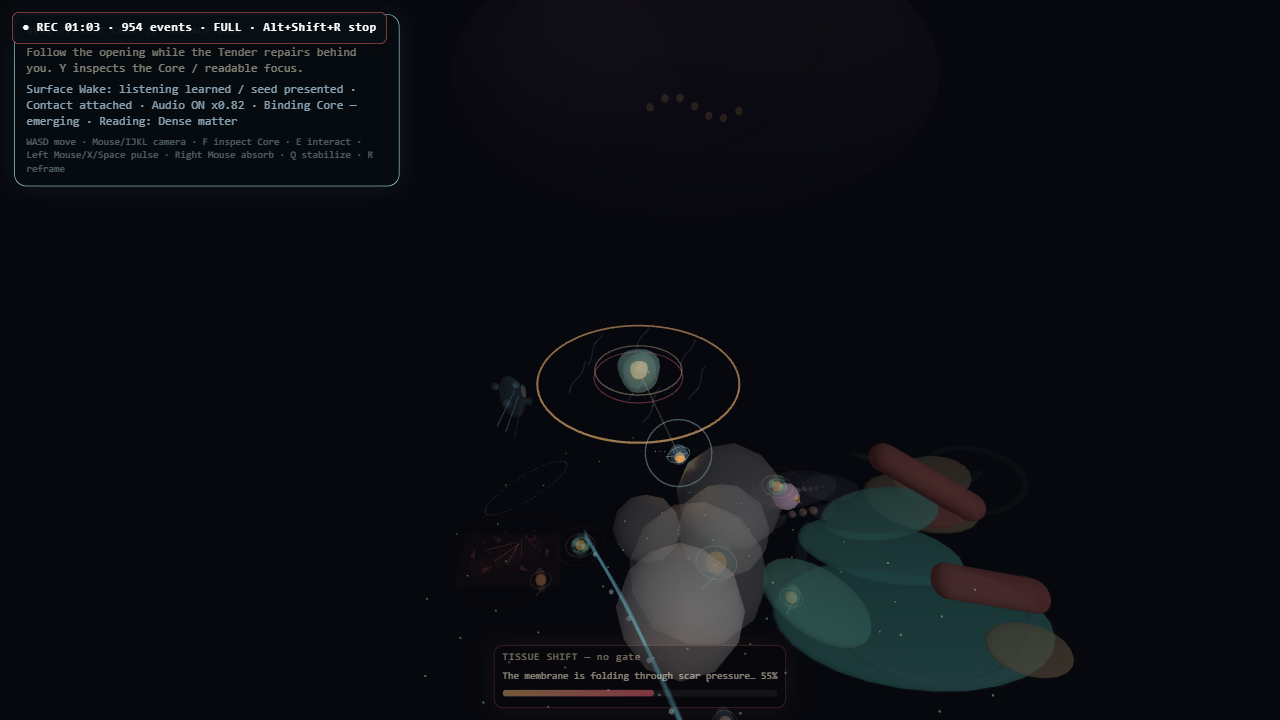 ● REC 01:03 · 954 events · FULL · Alt+Shift+R stop
Follow the opening while the Tender repairs behind
you. Y inspects the Core / readable focus.
Surface Wake: listening learned / seed presented ·
Contact attached · Audio ON x0.82 · Binding Core —
emerging · Reading: Dense matter
WASD move · Mouse/IJKL camera · F inspect Core · E interact ·
Left Mouse/X/Space pulse · Right Mouse absorb · Q stabilize · R
reframe
TISSUE SHIFT — no gate
The membrane is folding through scar pressure… 55%